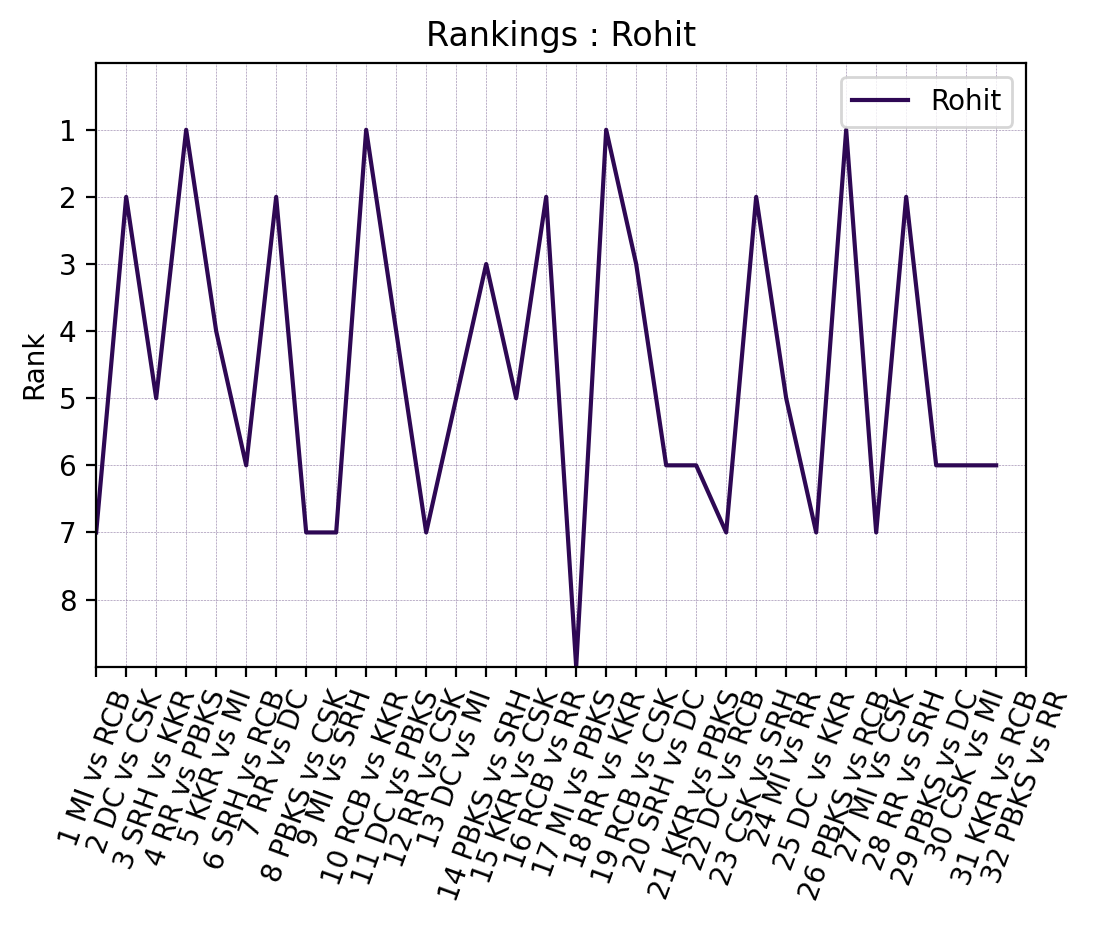 Rankings : Rohit
Rohit
Rank
1
2
3
4
5
6
7
8
1 MI vs RCB
2 DC vs CSK
3 SRH vs KKR
4 RR vs PBKS
5 KKR vs MI
6 SRH vs RCB
7 RR vs DC
8 PBKS vs CSK
9 MI vs SRH
10 RCB vs KKR
11 DC vs PBKS
12 RR vs CSK
13 DC vs MI
14 PBKS vs SRH
15 KKR vs CSK
16 RCB vs RR
17 MI vs PBKS
18 RR vs KKR
19 RCB vs CSK
20 SRH vs DC
21 KKR vs PBKS
22 DC vs RCB
23 CSK vs SRH
24 MI vs RR
25 DC vs KKR
26 PBKS vs RCB
27 MI vs CSK
28 RR vs SRH
29 PBKS vs DC
30 CSK vs MI
31 KKR vs RCB
32 PBKS vs RR